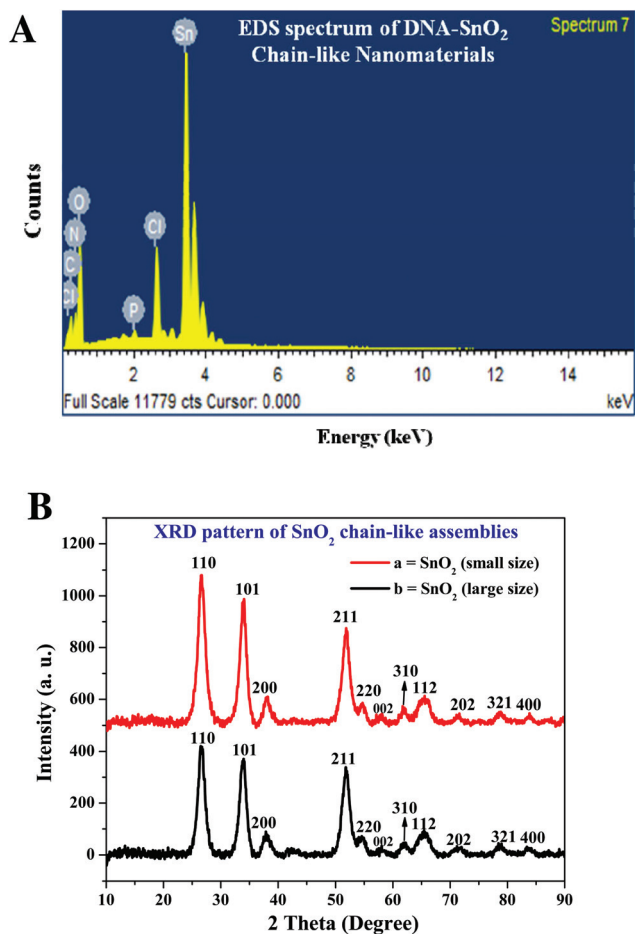 A
EDS spectrum of DNA-SnO2
Chain-like Nanomaterials
Spectrum 7
Sn
O
N
C
Cl
P
Cl
Counts
2 4 6 8 10 12 14
Full Scale 11779 cts Cursor: 0.000
keV
Energy (keV)
B
XRD pattern of SnO2 chain-like assemblies
a = SnO2 (small size)
b = SnO2 (large size)
110
101
200
211
220
002
310
112
202
321
400
110
101
200
211
220
002
310
112
202
321
400
1200
1000
800
600
400
200
0
Intensity (a. u.)
10 20 30 40 50 60 70 80 90
2 Theta (Degree)